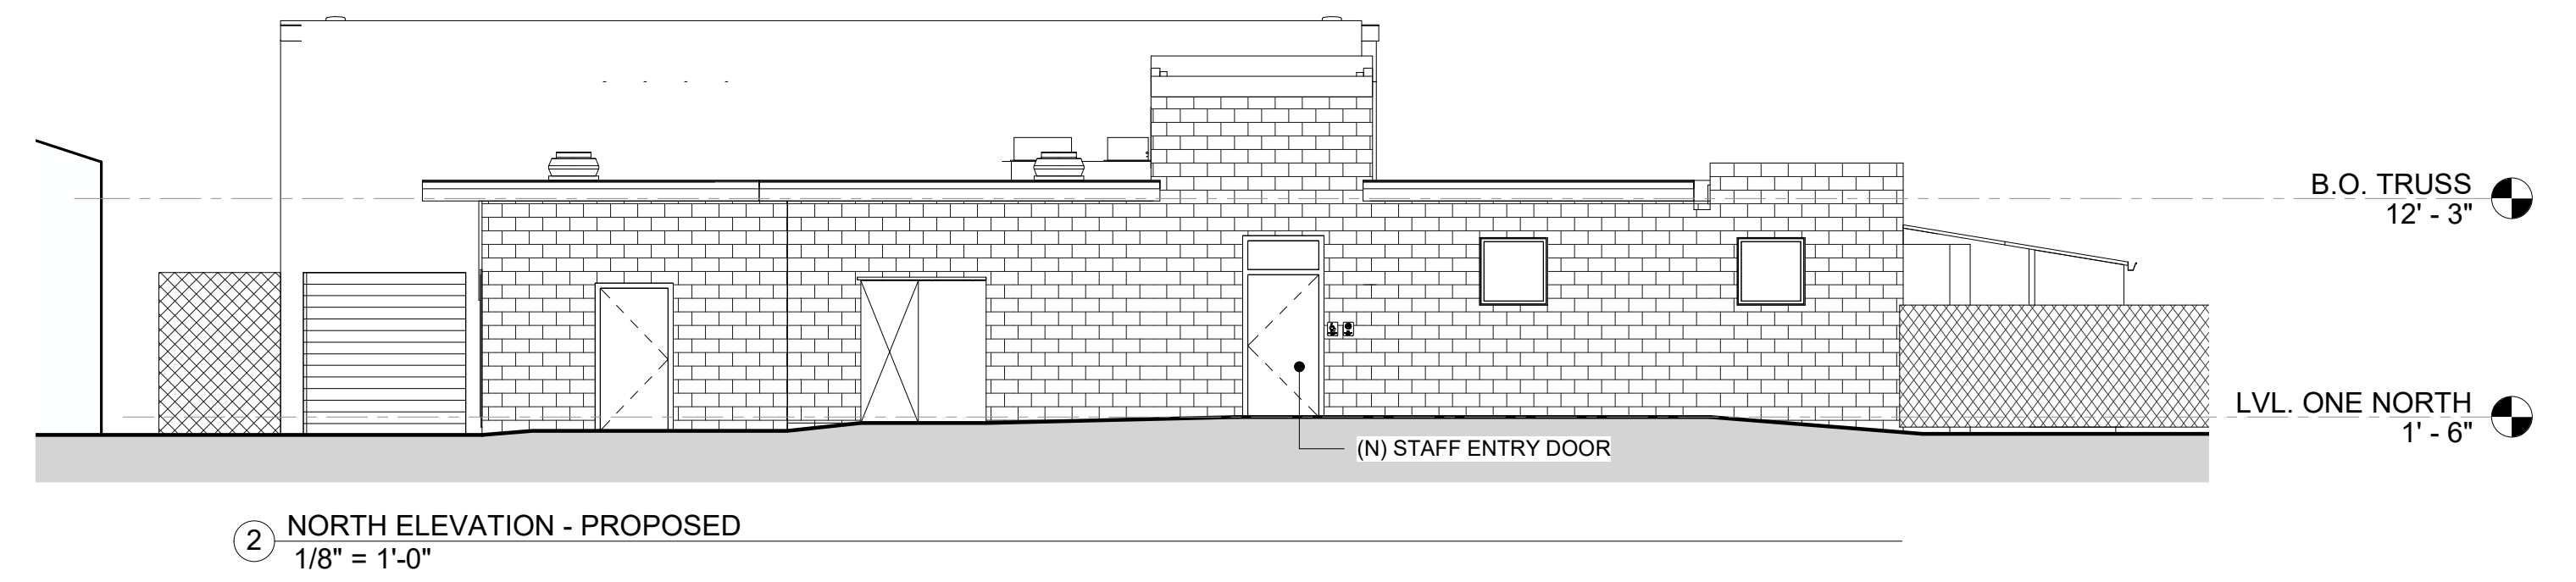 B.O. TRUSS
12' - 3"
LVL. ONE NORTH
1' - 6"
(N) STAFF ENTRY DOOR
2
NORTH ELEVATION - PROPOSED
1/8" = 1'-0"